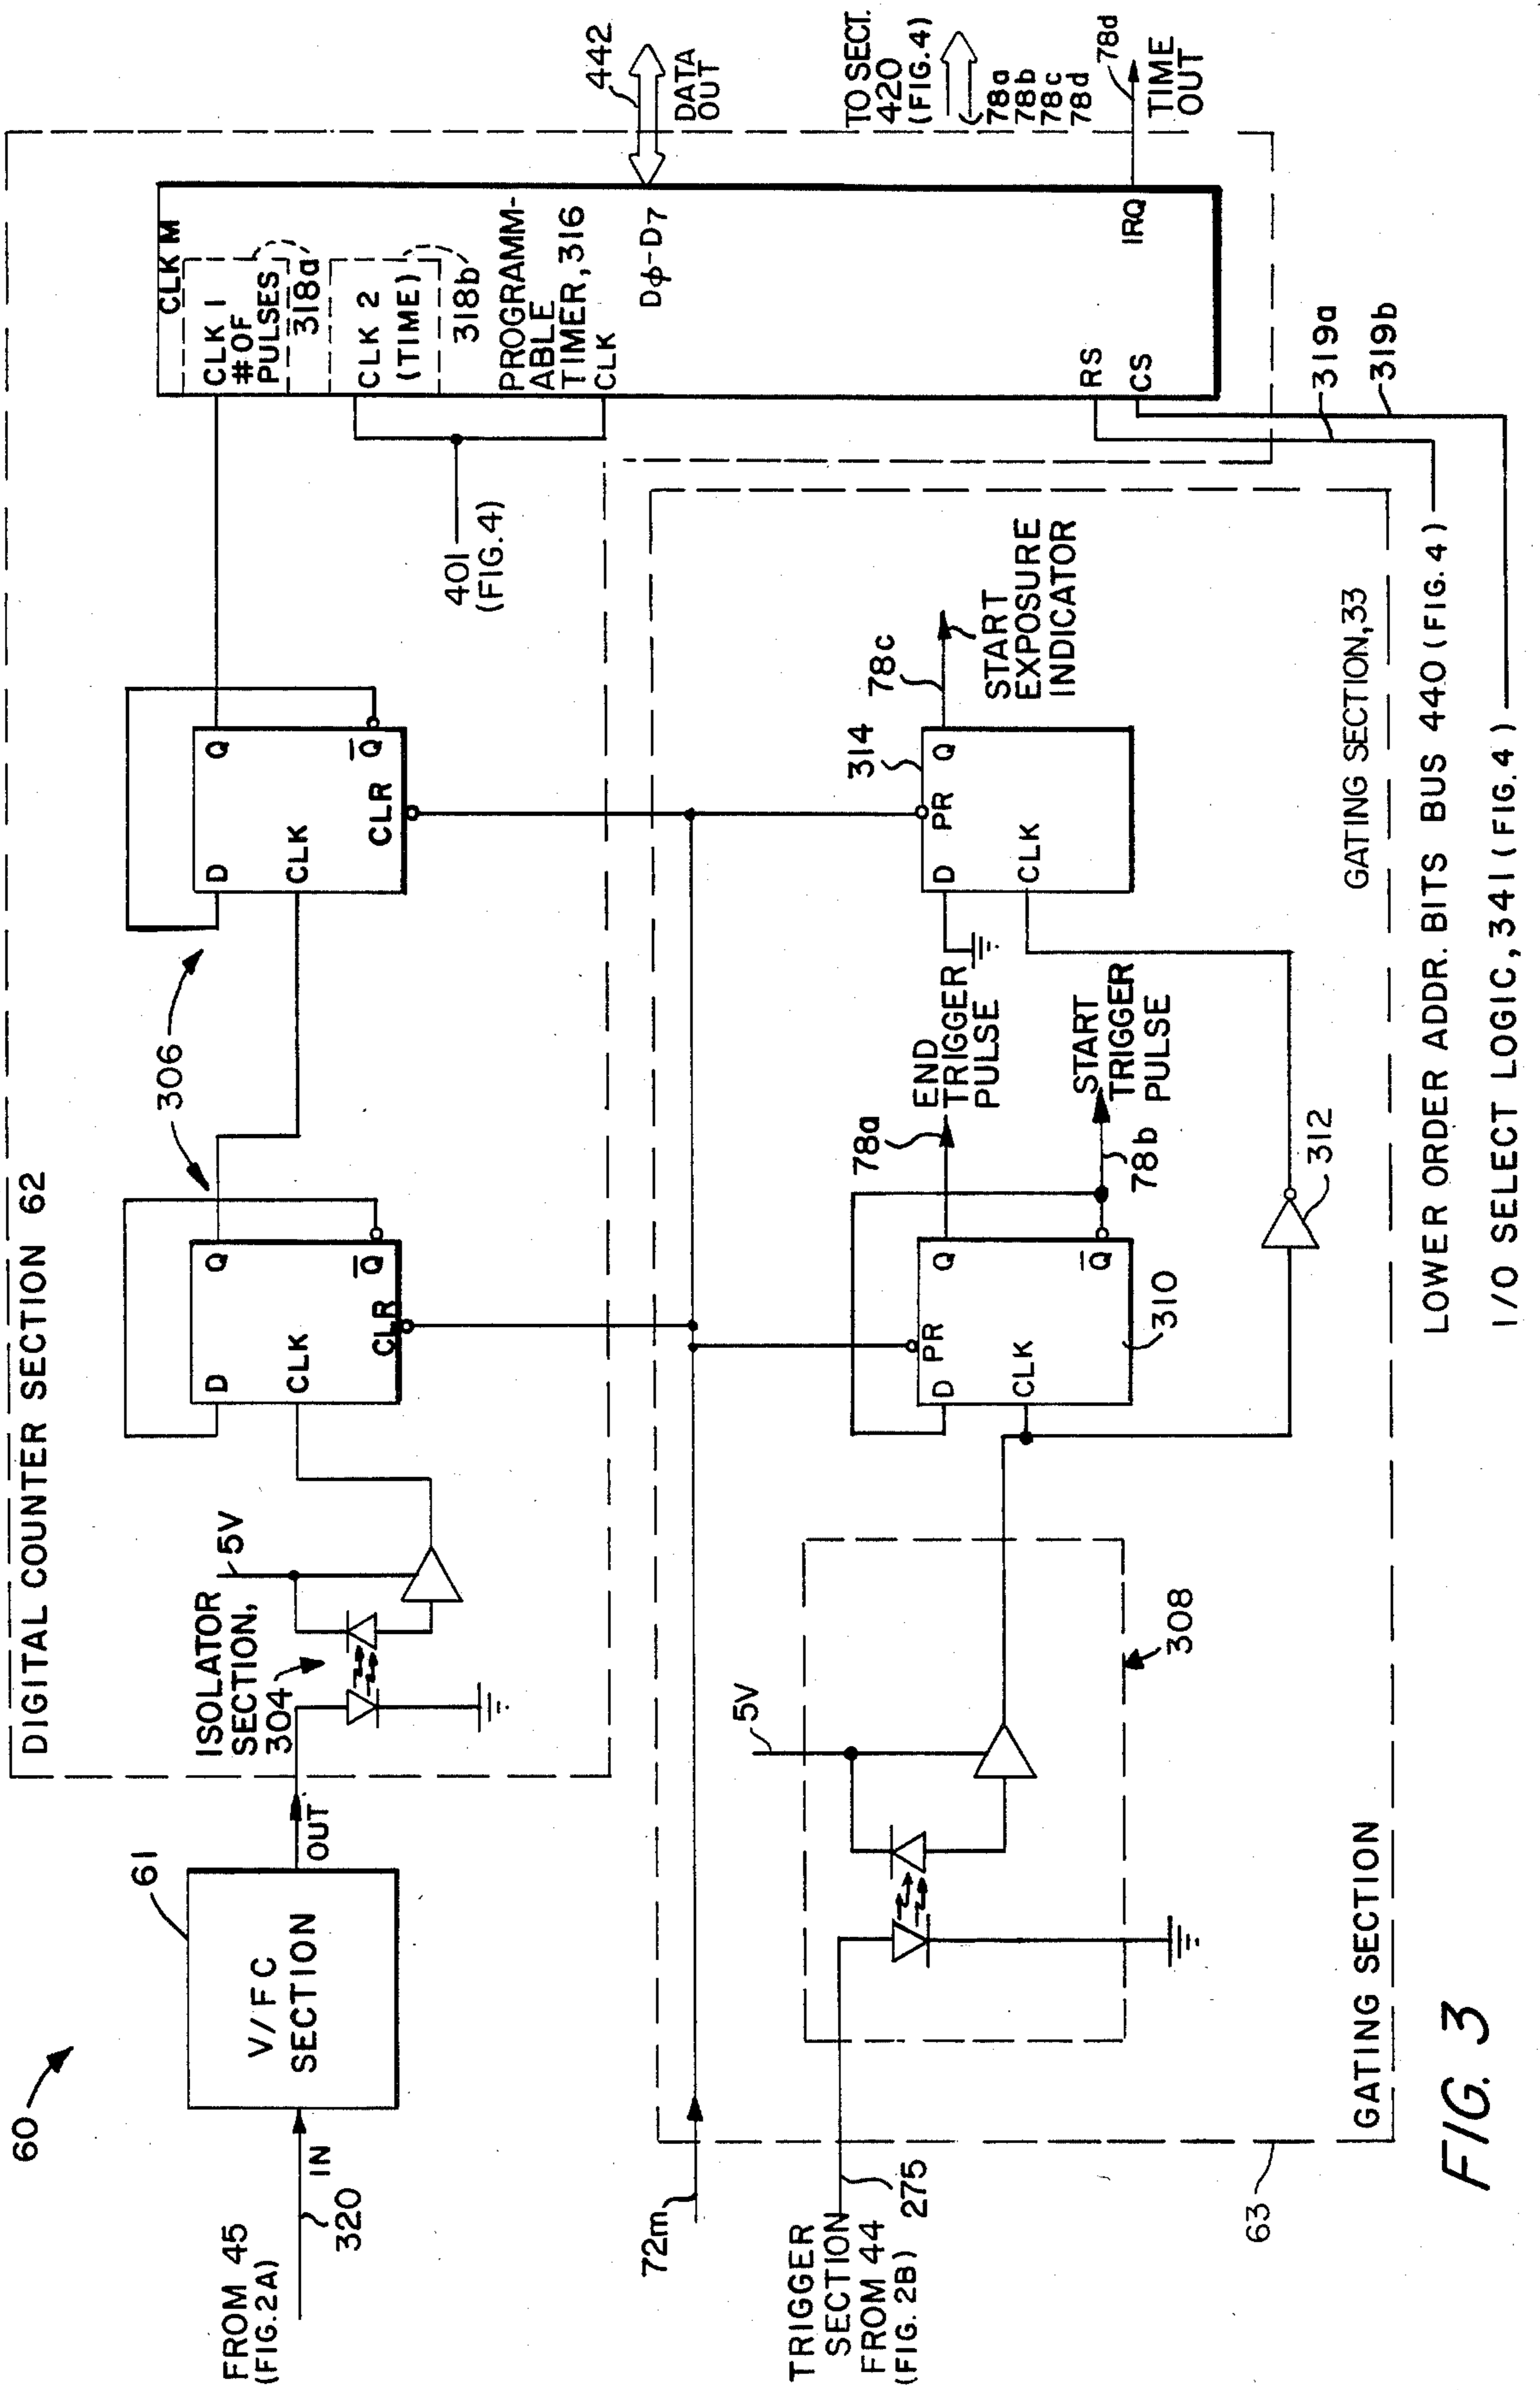 60
FROM 45
(FIG.2A)
320
IN
61
V/FC
SECTION
OUT
DIGITAL COUNTER SECTION 62
ISOLATOR
SECTION,
304
5V
D
Q
CLK
Q̅
CLR
306
D
Q
CLK
Q̅
CLR
401
(FIG.4)
CLK M
CLK 1
# OF
PULSES
318a
CLK 2
(TIME)
318b
PROGRAMM-
ABLE
TIMER,316
CLK
Dϕ-D7
RS
CS
IRQ
442
DATA
OUT
TO SECT.
420
(FIG.4)
78a
78b
78c
78d
78d
TIME
OUT
319a
319b
72m
TRIGGER
SECTION
FROM 44
(FIG.2B)
275
5V
308
D
PR
Q
CLK
Q̅
310
78a
END
TRIGGER
PULSE
78b
START
TRIGGER
PULSE
312
D
PR
Q
CLK
314
78c
START
EXPOSURE
INDICATOR
GATING SECTION,33
GATING SECTION
63
LOWER ORDER ADDR. BITS BUS 440 (FIG. 4)
I/O SELECT LOGIC, 341 (FIG. 4)
FIG. 3